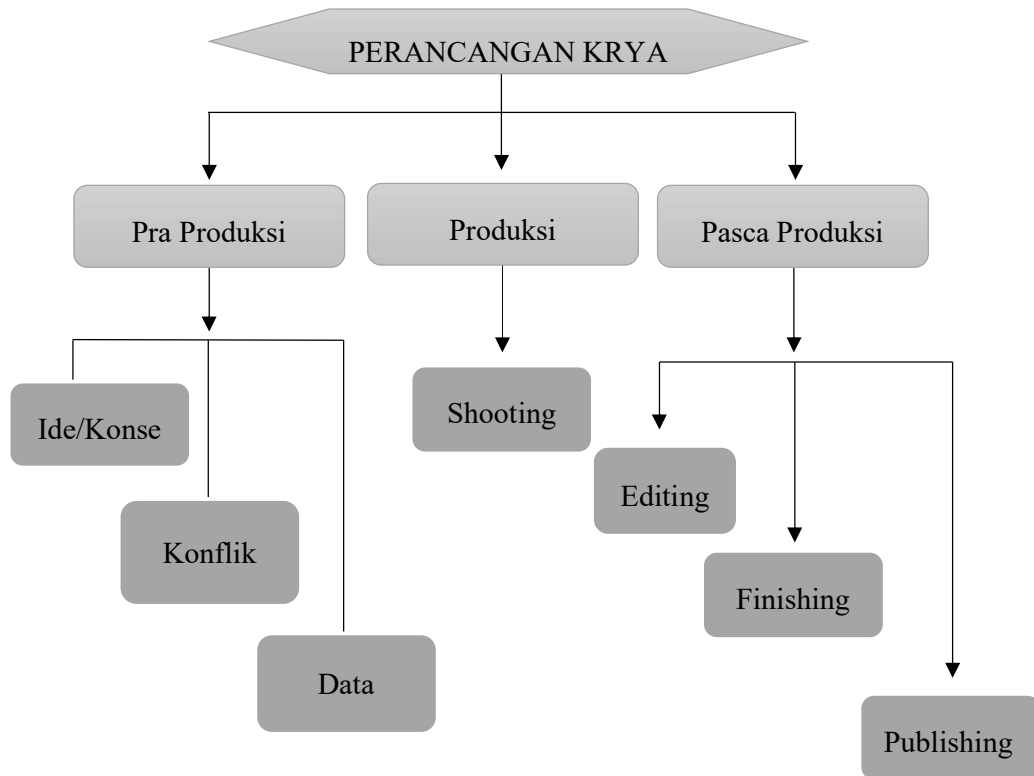 PERANCANGAN KRYA
Pra Produksi
Produksi
Pasca Produksi
Ide/Konse
Shooting
Editing
Konflik
Finishing
Data
Publishing